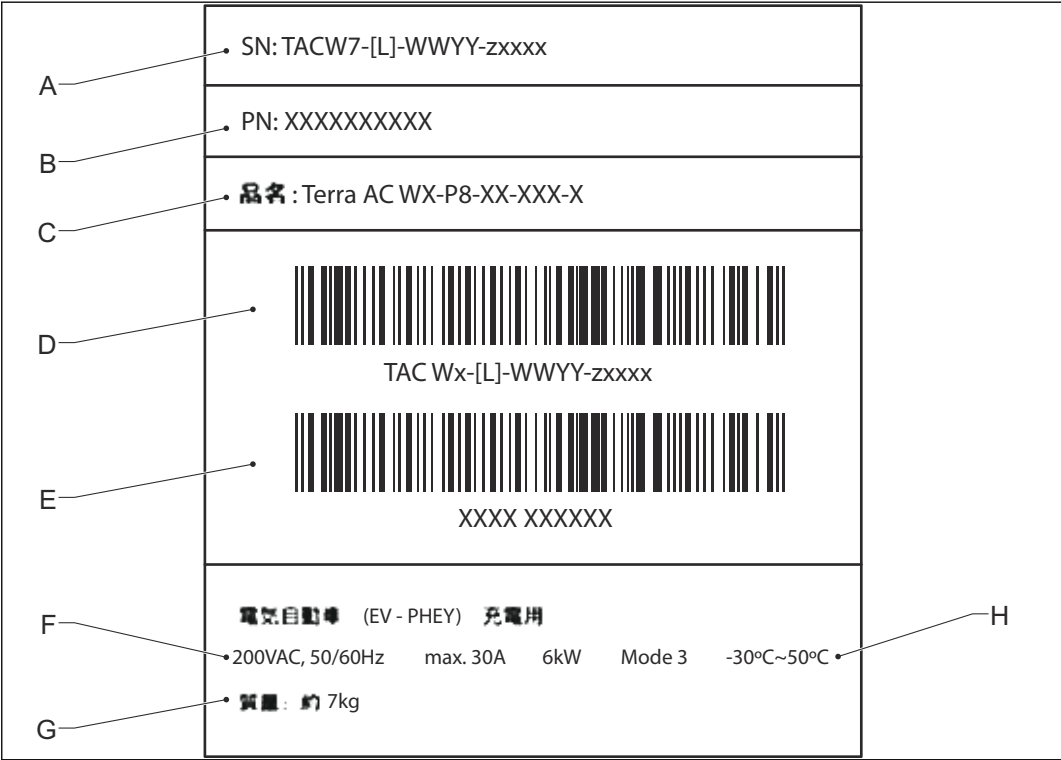 A
SN: TACW7-[L]-WWYY-zxxxx
B
PN: XXXXXXXXXX
C
品名 : Terra AC WX-P8-XX-XXX-X
D
TAC Wx-[L]-WWYY-zxxxx
E
XXXX XXXXXX
電気自動車 (EV - PHEY) 充電用
F
H
200VAC, 50/60Hz max. 30A 6kW Mode 3 -30ºC~50ºC
G
質量: 約 7kg